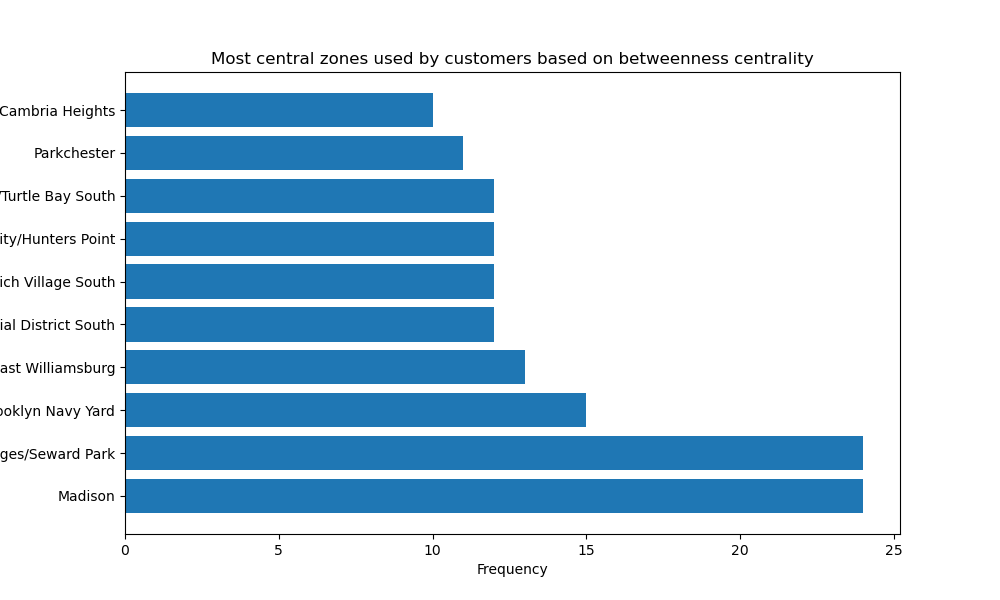 Most central zones used by customers based on betweenness centrality
Cambria Heights
Parkchester
/Turtle Bay South
ity/Hunters Point
ich Village South
ial District South
ast Williamsburg
ooklyn Navy Yard
ges/Seward Park
Madison
0 5 10 15 20 25
Frequency